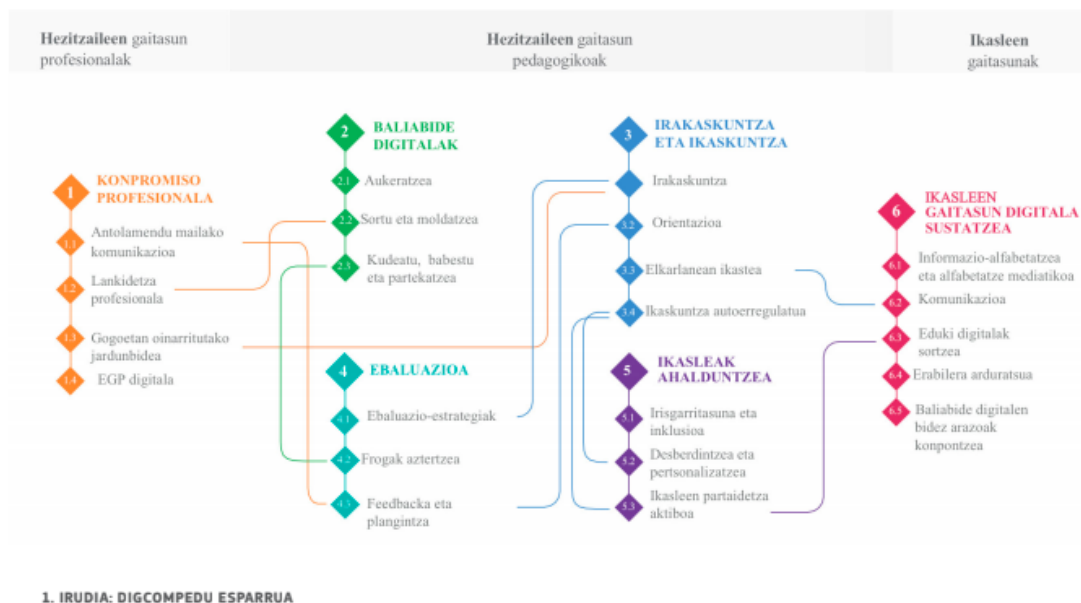 Hezitzaileen gaitasun
profesionalak
Hezitzaileen gaitasun
pedagogikoak
Ikasleen
gaitasunak
1
KONPROMISO
PROFESIONALA
1.1
Antolamendu mailako
komunikazioa
1.2
Lankidetza
profesionala
1.3
Gogoetan oinarritutako
jardunbidea
1.4
EGP digitala
2
BALIABIDE
DIGITALAK
2.1
Aukeratzea
2.2
Sortu eta moldatzea
2.3
Kudeatu, babestu
eta partekatzea
4
EBALUAZIOA
4.1
Ebaluazio-estrategiak
4.2
Frogak aztertzea
4.3
Feedbacka eta
plangintza
3
IRAKASKUNTZA
ETA IKASKUNTZA
Irakaskuntza
3.2
Orientazioa
3.3
Elkarlanean ikastea
3.4
Ikaskuntza autoerregulatua
5
IKASLEAK
AHALDUNTZEA
5.1
Irisgarritasuna eta
inklusioa
5.2
Desberdintzea eta
pertsonalizatzea
5.3
Ikasleen partaidetza
aktiboa
6
IKASLEEN
GAITASUN DIGITALA
SUSTATZEA
6.1
Informazio-alfabetatzea
eta alfabetatze mediatikoa
6.2
Komunikazioa
6.3
Eduki digitalak
sortzea
6.4
Erabilera arduratsua
6.5
Baliabide digitalen
bidez arazoak
konpontzea
1. IRUDIA: DIGCOMPEDU ESPARRUA